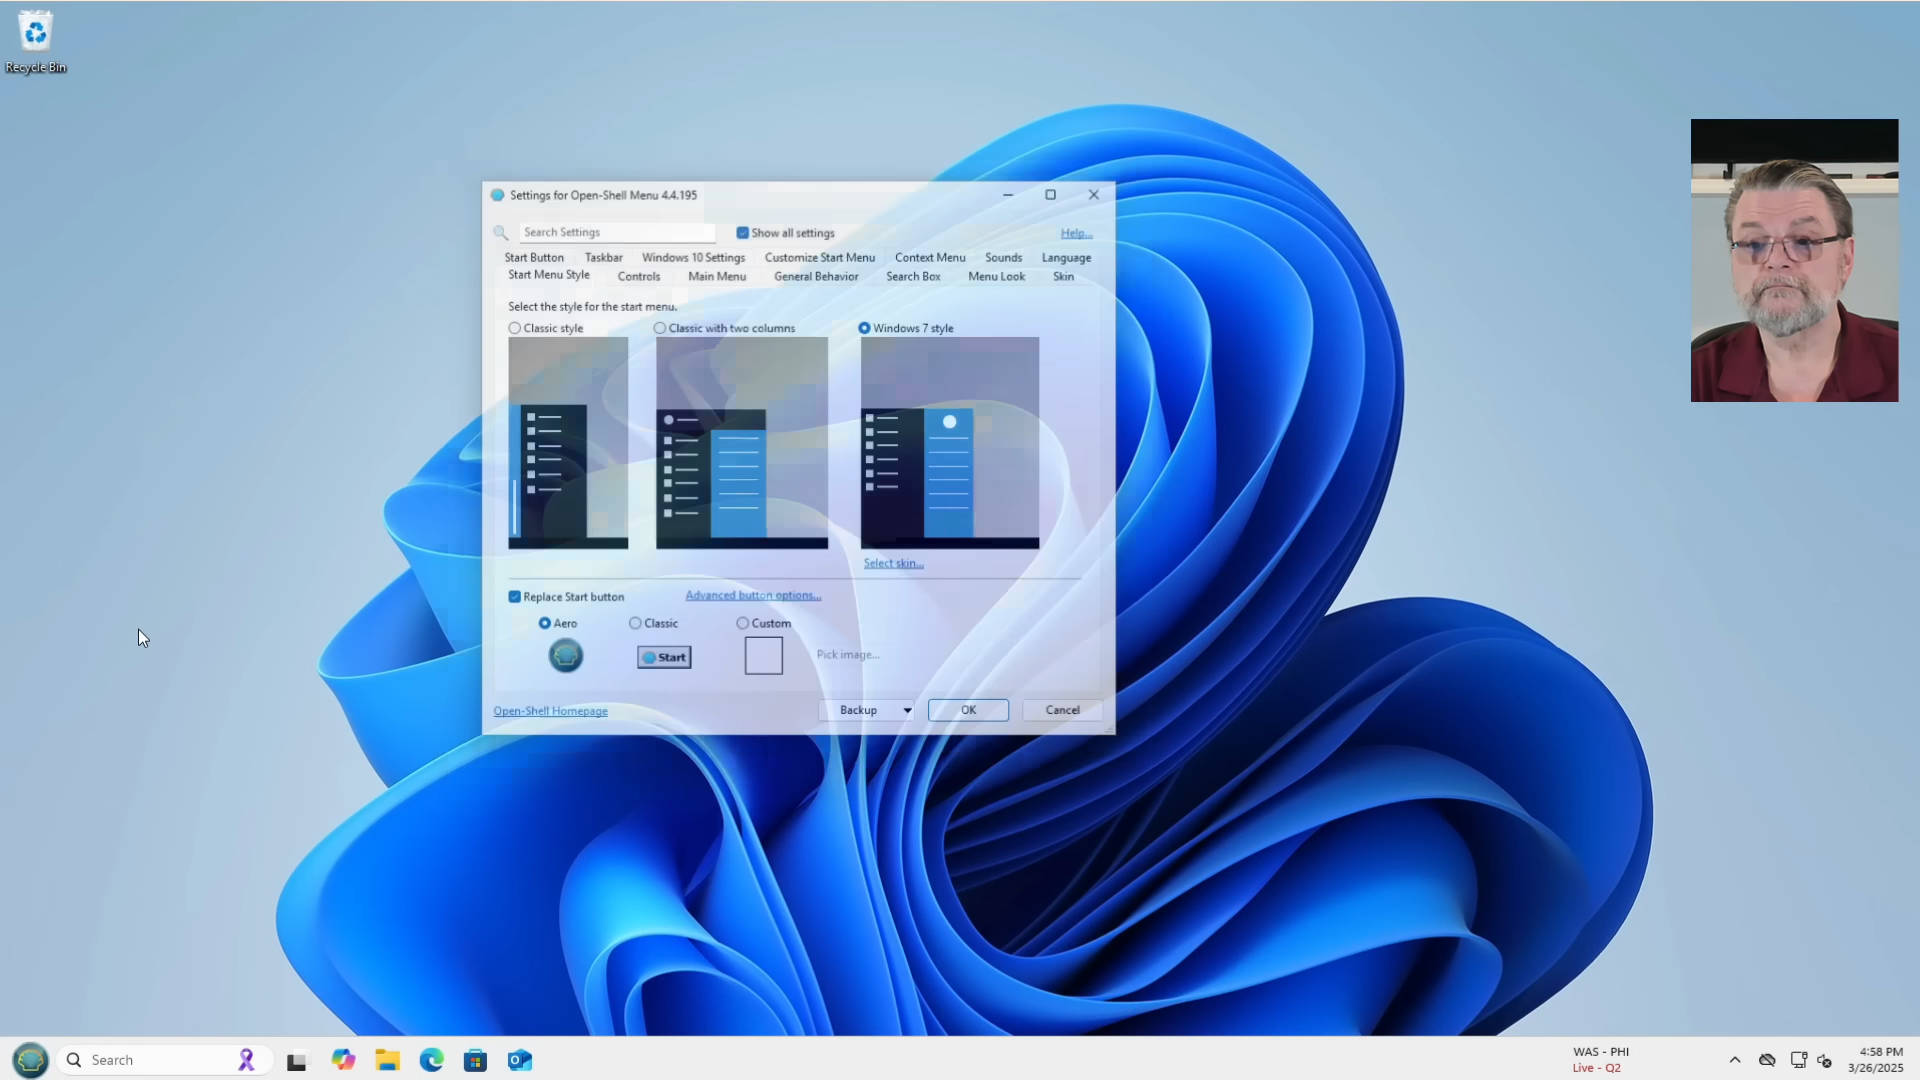 Recycle Bin
Settings for Open-Shell Menu 4.4.195
Search Settings
Show all settings
Help...
Start Button Taskbar Windows 10 Settings Customize Start Menu Context Menu Sounds Language
Start Menu Style Controls Main Menu General Behavior Search Box Menu Look Skin
Select the style for the start menu.
Classic style Classic with two columns Windows 7 style
Select skin...
Replace Start button Advanced button options...
Aero Classic Custom
Start
Pick image...
Open-Shell Homepage
Backup OK Cancel
Search
WAS - PHI
Live - Q2
4:58 PM
3/26/2025